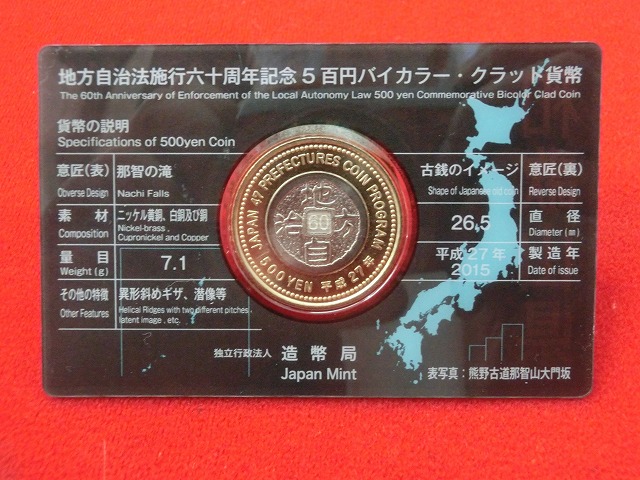 地方自治法施行六十周年記念5百円バイカラー・クラッド貨幣
The 60th Anniversary of Enforcement of the Local Autonomy Law 500 yen Commemorative Bicolor Clad Coin
貨幣の説明
Specifications of 500yen Coin
意匠(表) 那智の滝
Obverse Design Nachi Falls
素材 ニッケル黄銅、白銅及び銅
Composition Nickel-brass, Cupronickel and Copper
量目 7.1
Weight (g)
その他の特徴 異形斜めギザ、潜像等
Other Features Helical Ridges with two different pitches, latent image, etc.
JAPAN 47 PREFECTURES COIN PROGRAM
地方自治
60
500YEN 平成27年
古銭のイメージ 意匠(裏)
Shape of Japanese old coin Reverse Design
26.5 直径
Diameter (m)
平成27年 製造年
2015 Date of issue
独立行政法人 造幣局
Japan Mint
表写真:熊野古道那智山大門坂